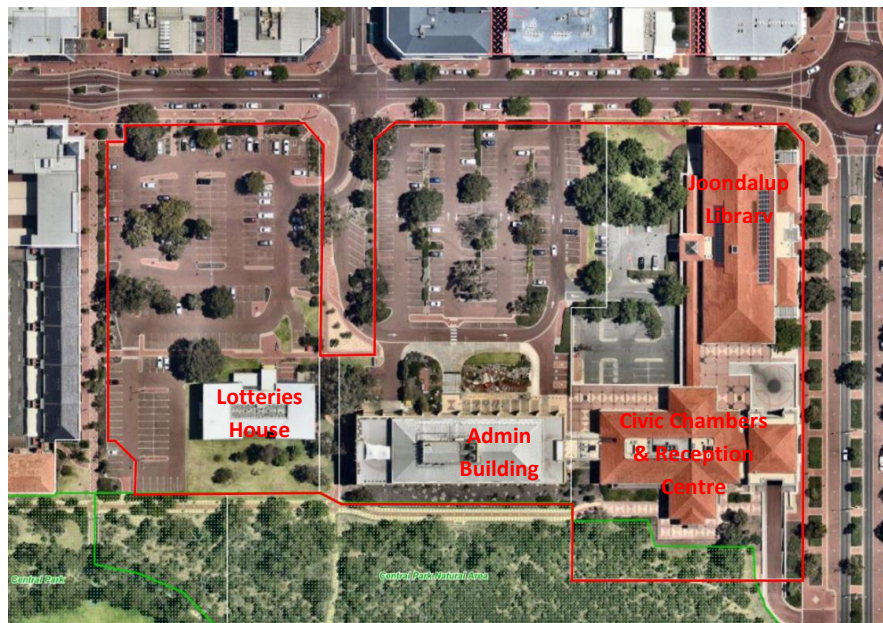 Joondalup
Library
Lotteries
House
Civic Chambers
& Reception
Centre
Admin
Building
Central Park
Central Park Natural Area